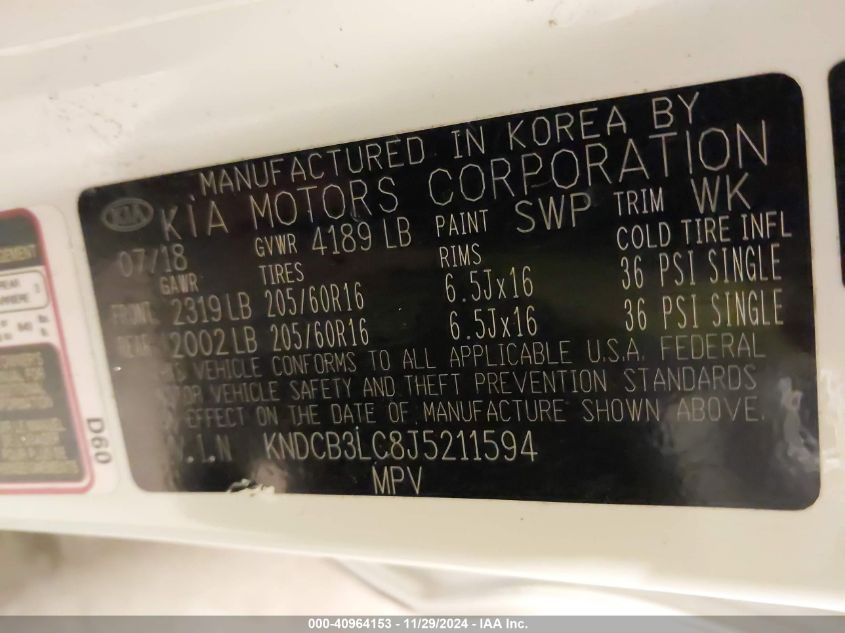 MANUFACTURED IN KOREA BY
KIA KIA MOTORS CORPORATION
07/18 GVWR 4189 LB PAINT SWP TRIM WK
GAWR TIRES RIMS COLD TIRE INFL
FRONT 2319 LB 205/60R16 6.5Jx16 36 PSI SINGLE
REAR 2002 LB 205/60R16 6.5Jx16 36 PSI SINGLE
VEHICLE CONFORMS TO ALL APPLICABLE U.S.A. FEDERAL
VEHICLE SAFETY AND THEFT PREVENTION STANDARDS
EFFECT ON THE DATE OF MANUFACTURE SHOWN ABOVE.
V.I.N KNDCB3LC8J5211594
MPV
D60
000-40964153 - 11/29/2024 - IAA Inc.